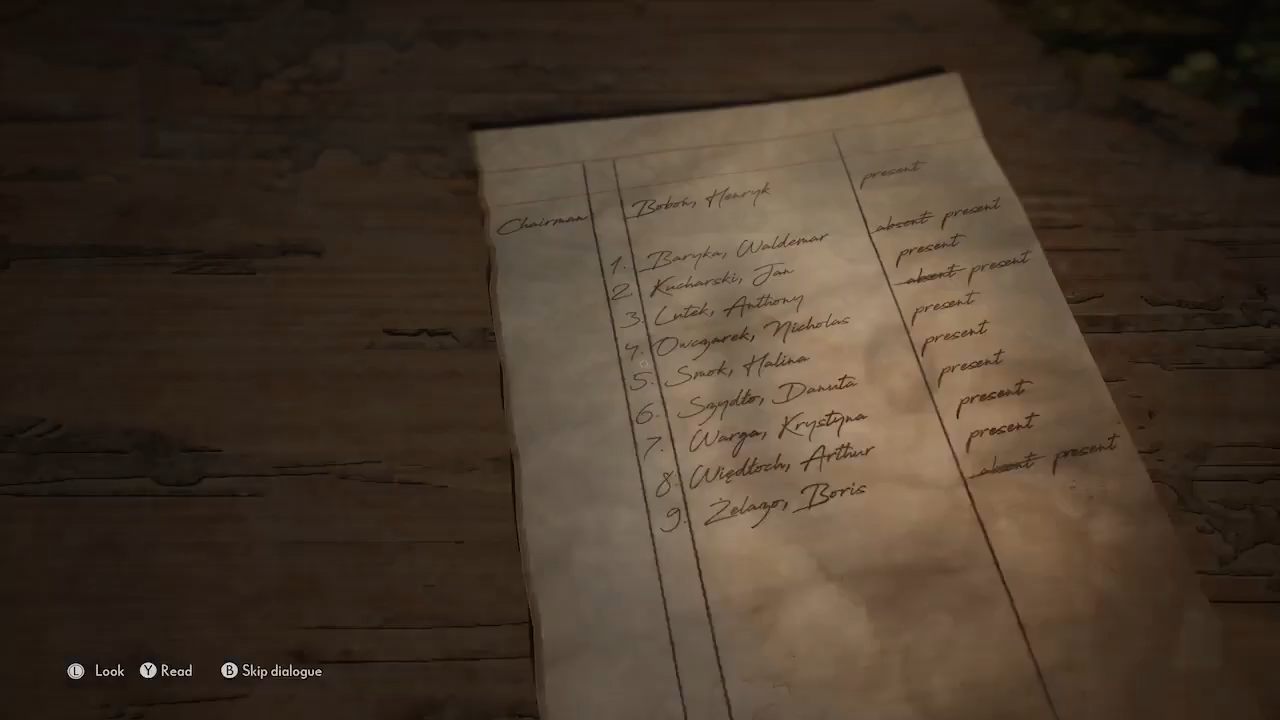 Chairman Boboń, Henryk present
1. Baryka, Waldemar absent present
2. Kucharski, Jan present
3. Lutek, Anthony absent present
4. Owczarek, Nicholas present
5. Smok, Halina present
6. Szydło, Danuta present
7. Warga, Krystyna present
8. Więdłoch, Arthur present
9. Żelazo, Boris absent present
L Look Y Read B Skip dialogue